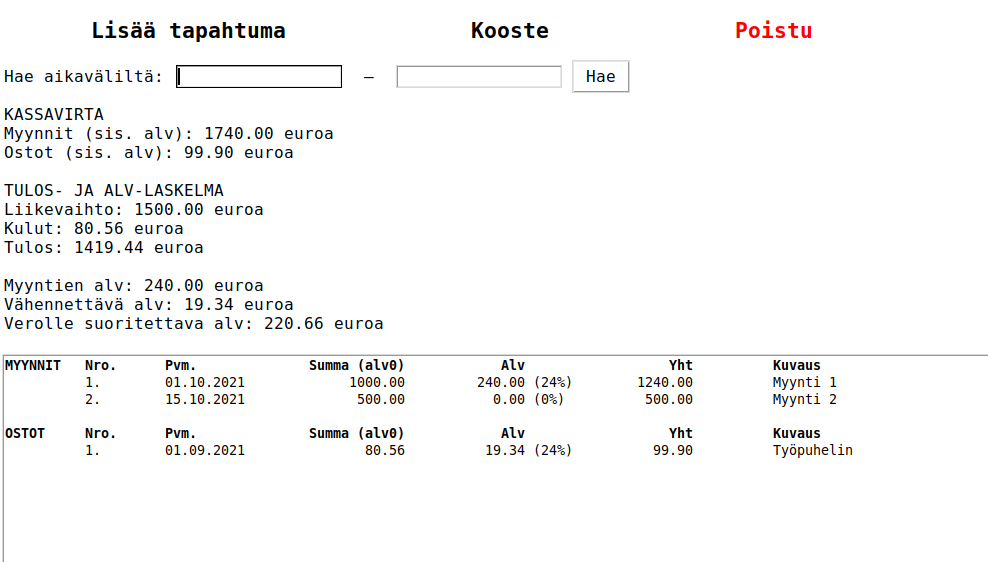 Lisää tapahtuma Kooste Poistu
Hae aikaväliltä: – Hae
KASSAVIRTA
Myynnit (sis. alv): 1740.00 euroa
Ostot (sis. alv): 99.90 euroa
TULOS- JA ALV-LASKELMA
Liikevaihto: 1500.00 euroa
Kulut: 80.56 euroa
Tulos: 1419.44 euroa
Myyntien alv: 240.00 euroa
Vähennettävä alv: 19.34 euroa
Verolle suoritettava alv: 220.66 euroa
MYYNNIT Nro. Pvm. Summa (alv0) Alv Yht Kuvaus
1. 01.10.2021 1000.00 240.00 (24%) 1240.00 Myynti 1
2. 15.10.2021 500.00 0.00 (0%) 500.00 Myynti 2
OSTOT Nro. Pvm. Summa (alv0) Alv Yht Kuvaus
1. 01.09.2021 80.56 19.34 (24%) 99.90 Työpuhelin